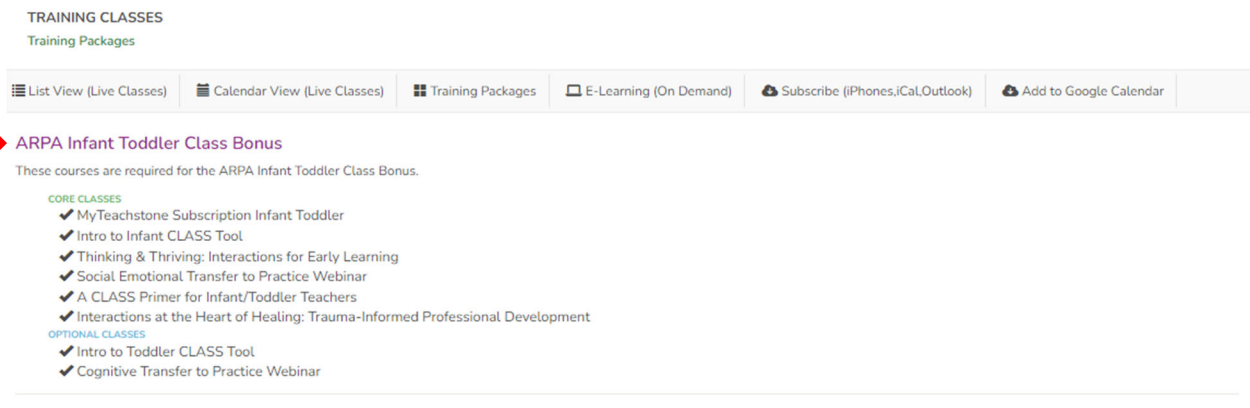 TRAINING CLASSES
Training Packages
List View (Live Classes) Calendar View (Live Classes) Training Packages E-Learning (On Demand) Subscribe (iPhones,iCal,Outlook) Add to Google Calendar
ARPA Infant Toddler Class Bonus
These courses are required for the ARPA Infant Toddler Class Bonus.
CORE CLASSES
✔ MyTeachstone Subscription Infant Toddler
✔ Intro to Infant CLASS Tool
✔ Thinking & Thriving: Interactions for Early Learning
✔ Social Emotional Transfer to Practice Webinar
✔ A CLASS Primer for Infant/Toddler Teachers
✔ Interactions at the Heart of Healing: Trauma-Informed Professional Development
OPTIONAL CLASSES
✔ Intro to Toddler CLASS Tool
✔ Cognitive Transfer to Practice Webinar